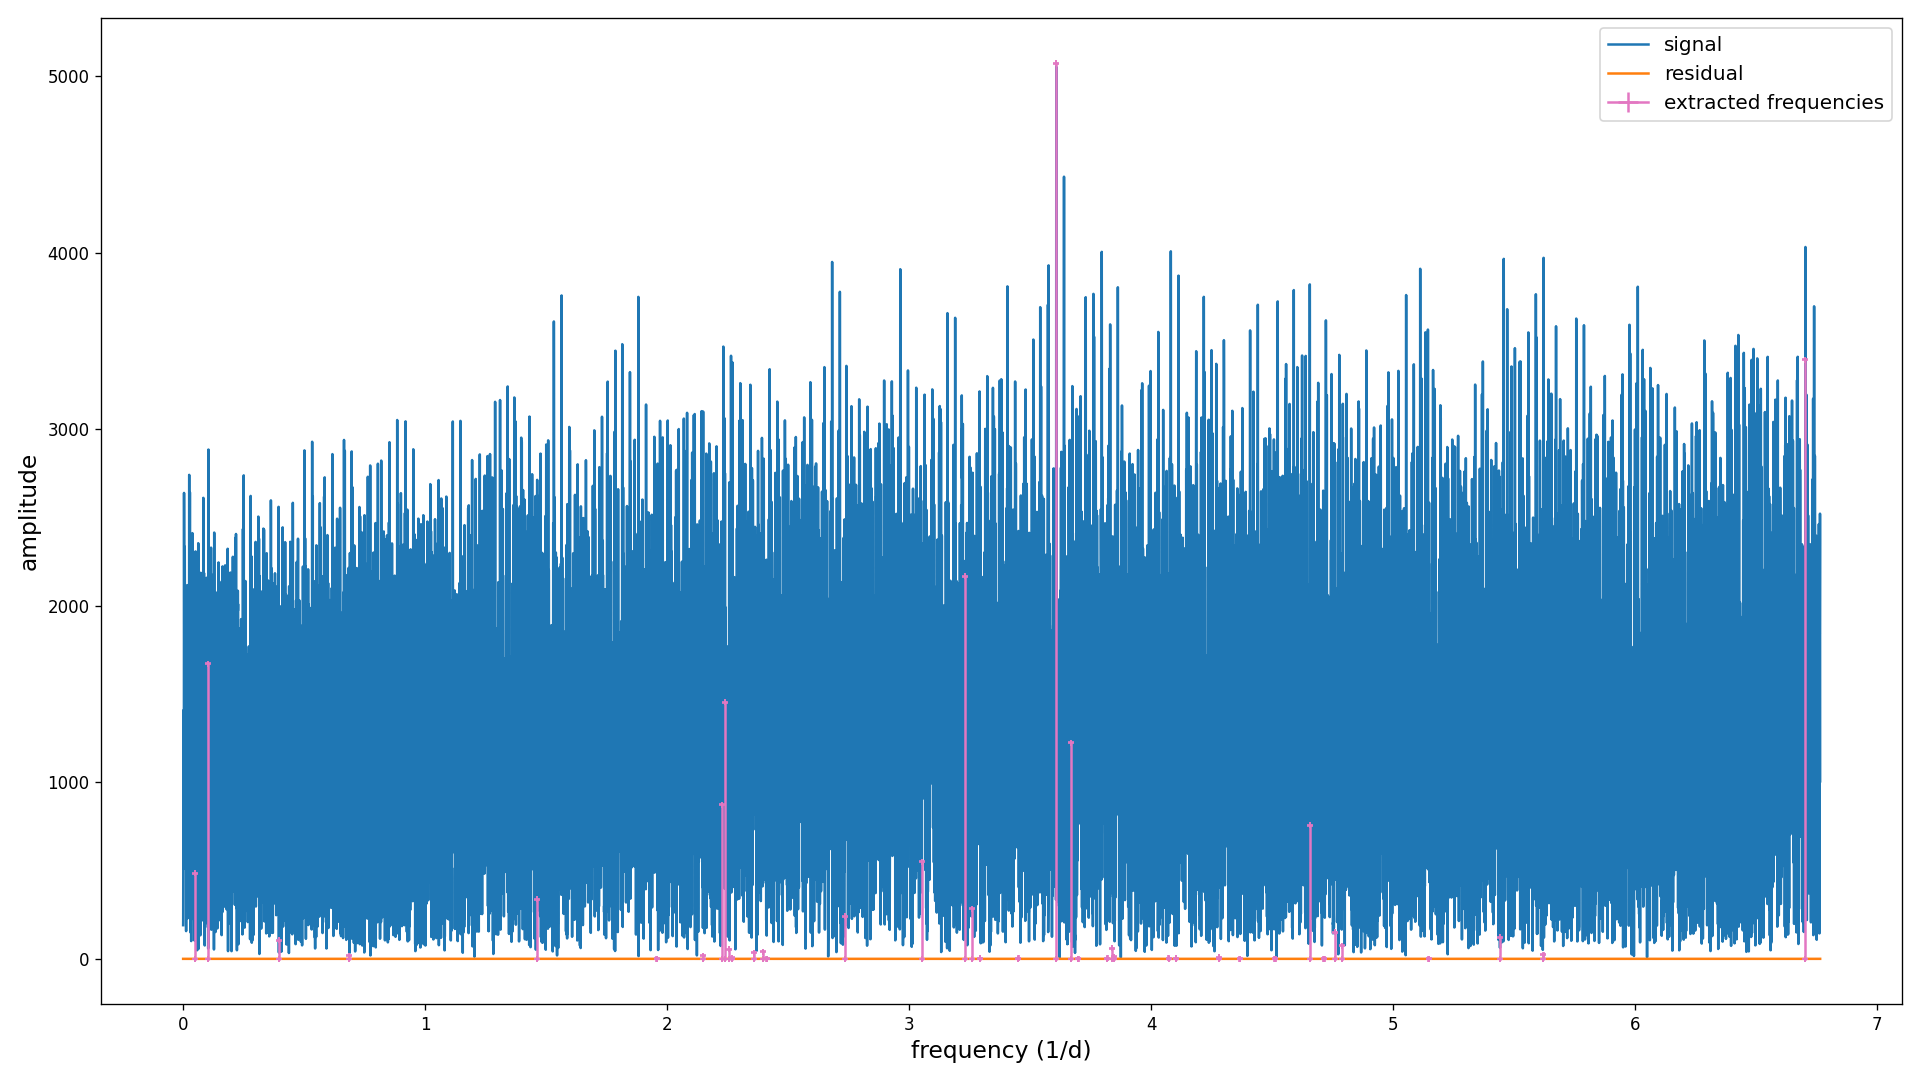 signal
residual
extracted frequencies
amplitude
5000
4000
3000
2000
1000
0
0 1 2 3 4 5 6 7
frequency (1/d)